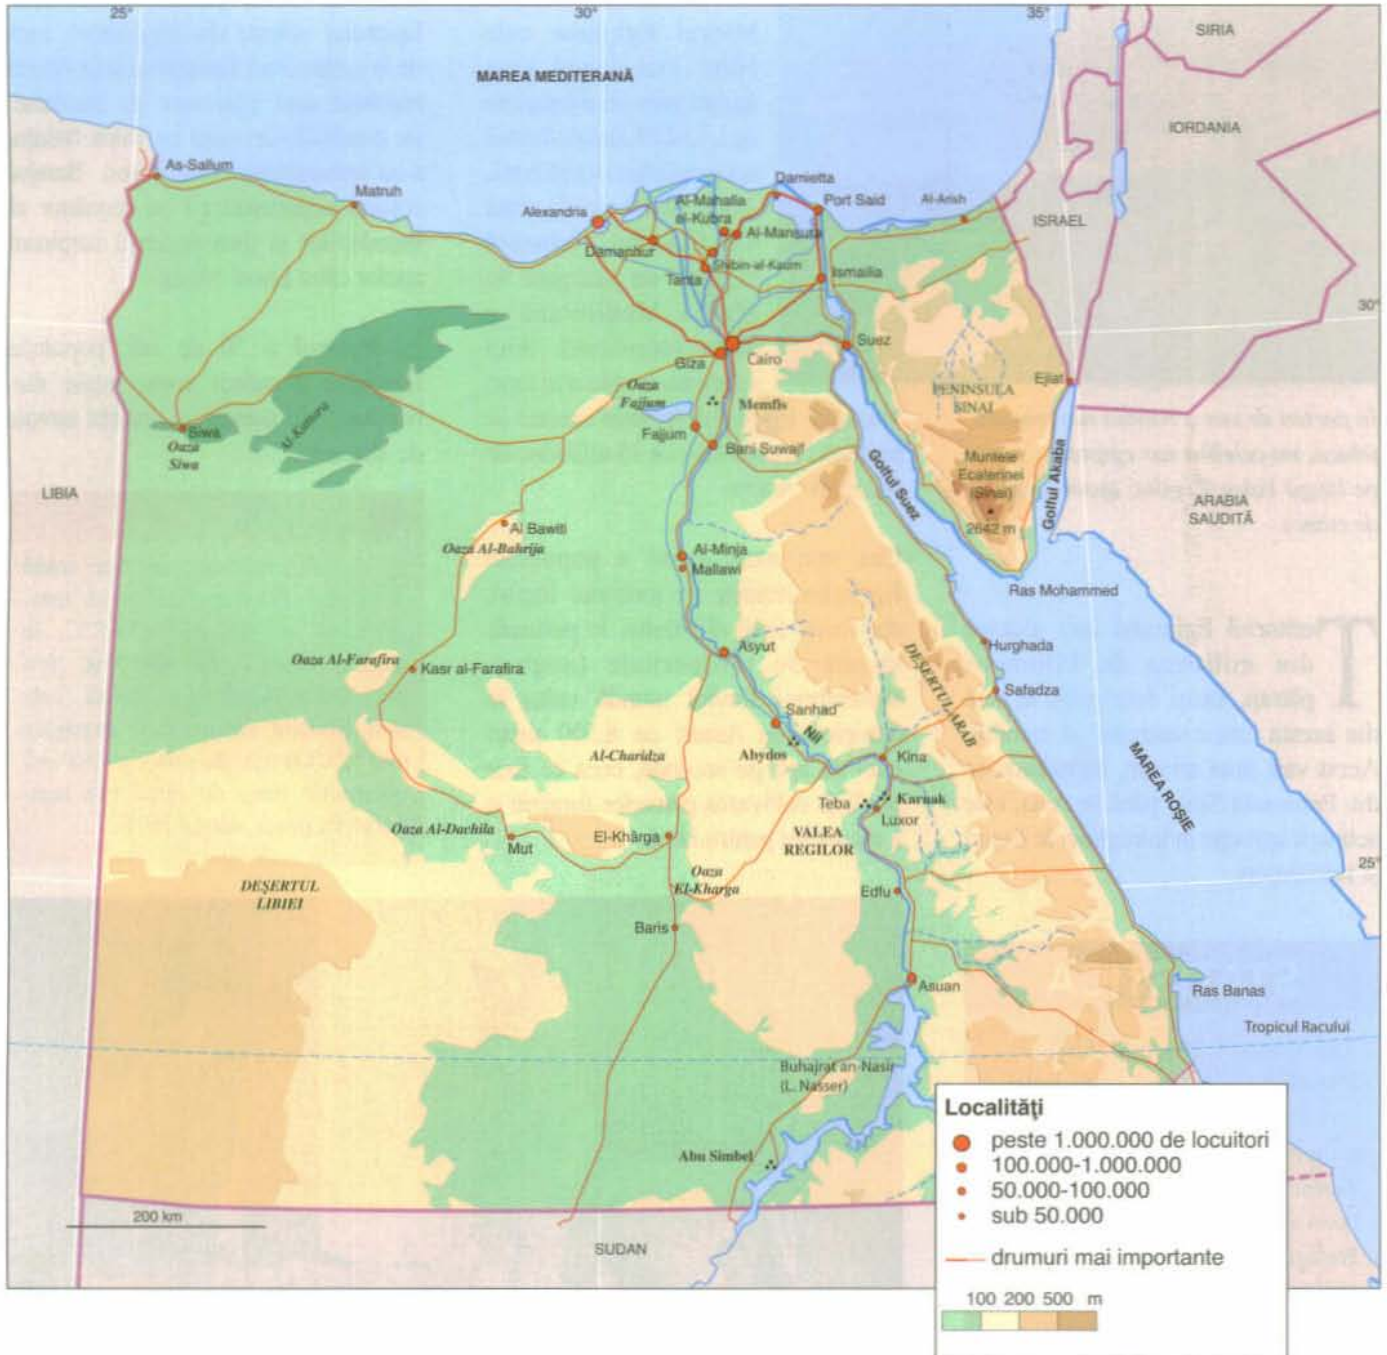 25°
30°
35°
SIRIA
MAREA MEDITERANĂ
IORDANIA
As-Sallum
Matruh
Damietta
Alexandria
Al-Mahalla
el-Kubra
Port Said
Al-Arish
ISRAEL
Al-Mansura
Damanhur
Shibin-al-Kaum
Tanta
Ismailia
30°
Suez
Giza
Cairo
Ejlat
Oaza
Fajjum
Memfis
PENINSULA
SINAI
Siwa
Oaza
Siwa
Fajjum
Bani Suwajf
Muntele
Ecaterinei
(Sinai)
2642 m
Golful Suez
Golful Akaba
LIBIA
ARABIA
SAUDITĂ
Al Bawiti
Oaza Al-Bahrija
Al-Minja
Mallawi
Ras Mohammed
Asyut
Hurghada
Oaza Al-Farafira
Kasr al-Farafira
DEȘERTUL ARAB
Safadza
Sanhad
Nil
Al-Charidza
Abydos
Kina
MAREA ROȘIE
Teba
Karnak
Luxor
VALEA
REGILOR
Oaza Al-Dachila
Mut
El-Khârga
25°
Oaza
El-Kharga
DEȘERTUL
LIBIEI
Edfu
Baris
Asuan
Ras Banas
Tropicul Racului
Buhajrat an-Nasir
(L. Nasser)
Abu Simbel
200 km
SUDAN
Localităţi
peste 1.000.000 de locuitori
100.000-1.000.000
50.000-100.000
sub 50.000
drumuri mai importante
100 200 500 m